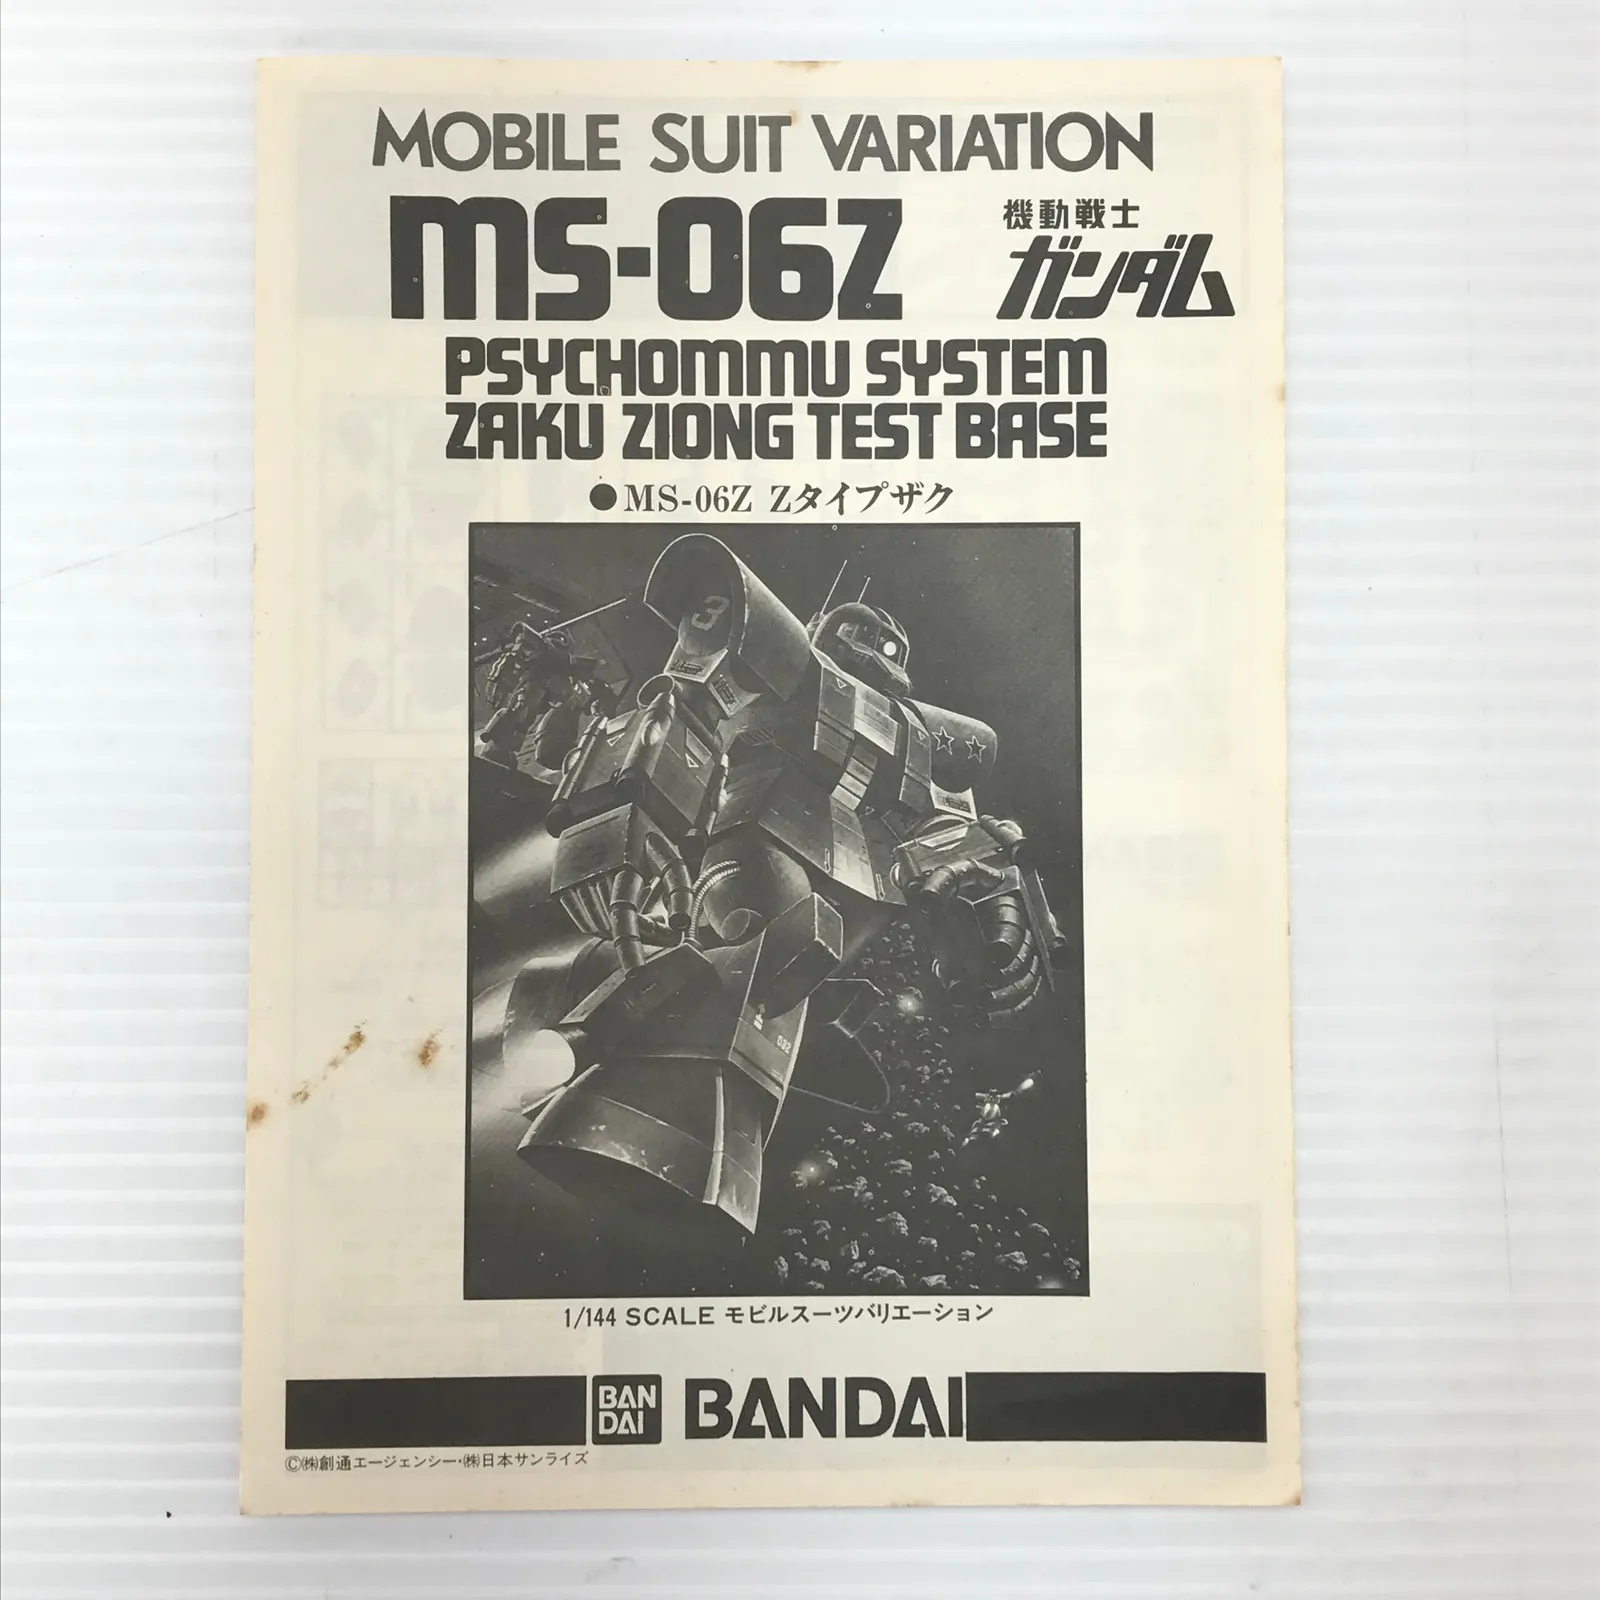 MOBILE SUIT VARIATION
MS-06Z
機動戦士
ガンダム
PSYCHOMMU SYSTEM
ZAKU ZIONG TEST BASE
●MS-06Z Zタイプザク
3
032
1/144 SCALE モビルスーツバリエーション
BAN
DAI
BANDAI
©㈱創通エージェンシー・㈱日本サンライズ